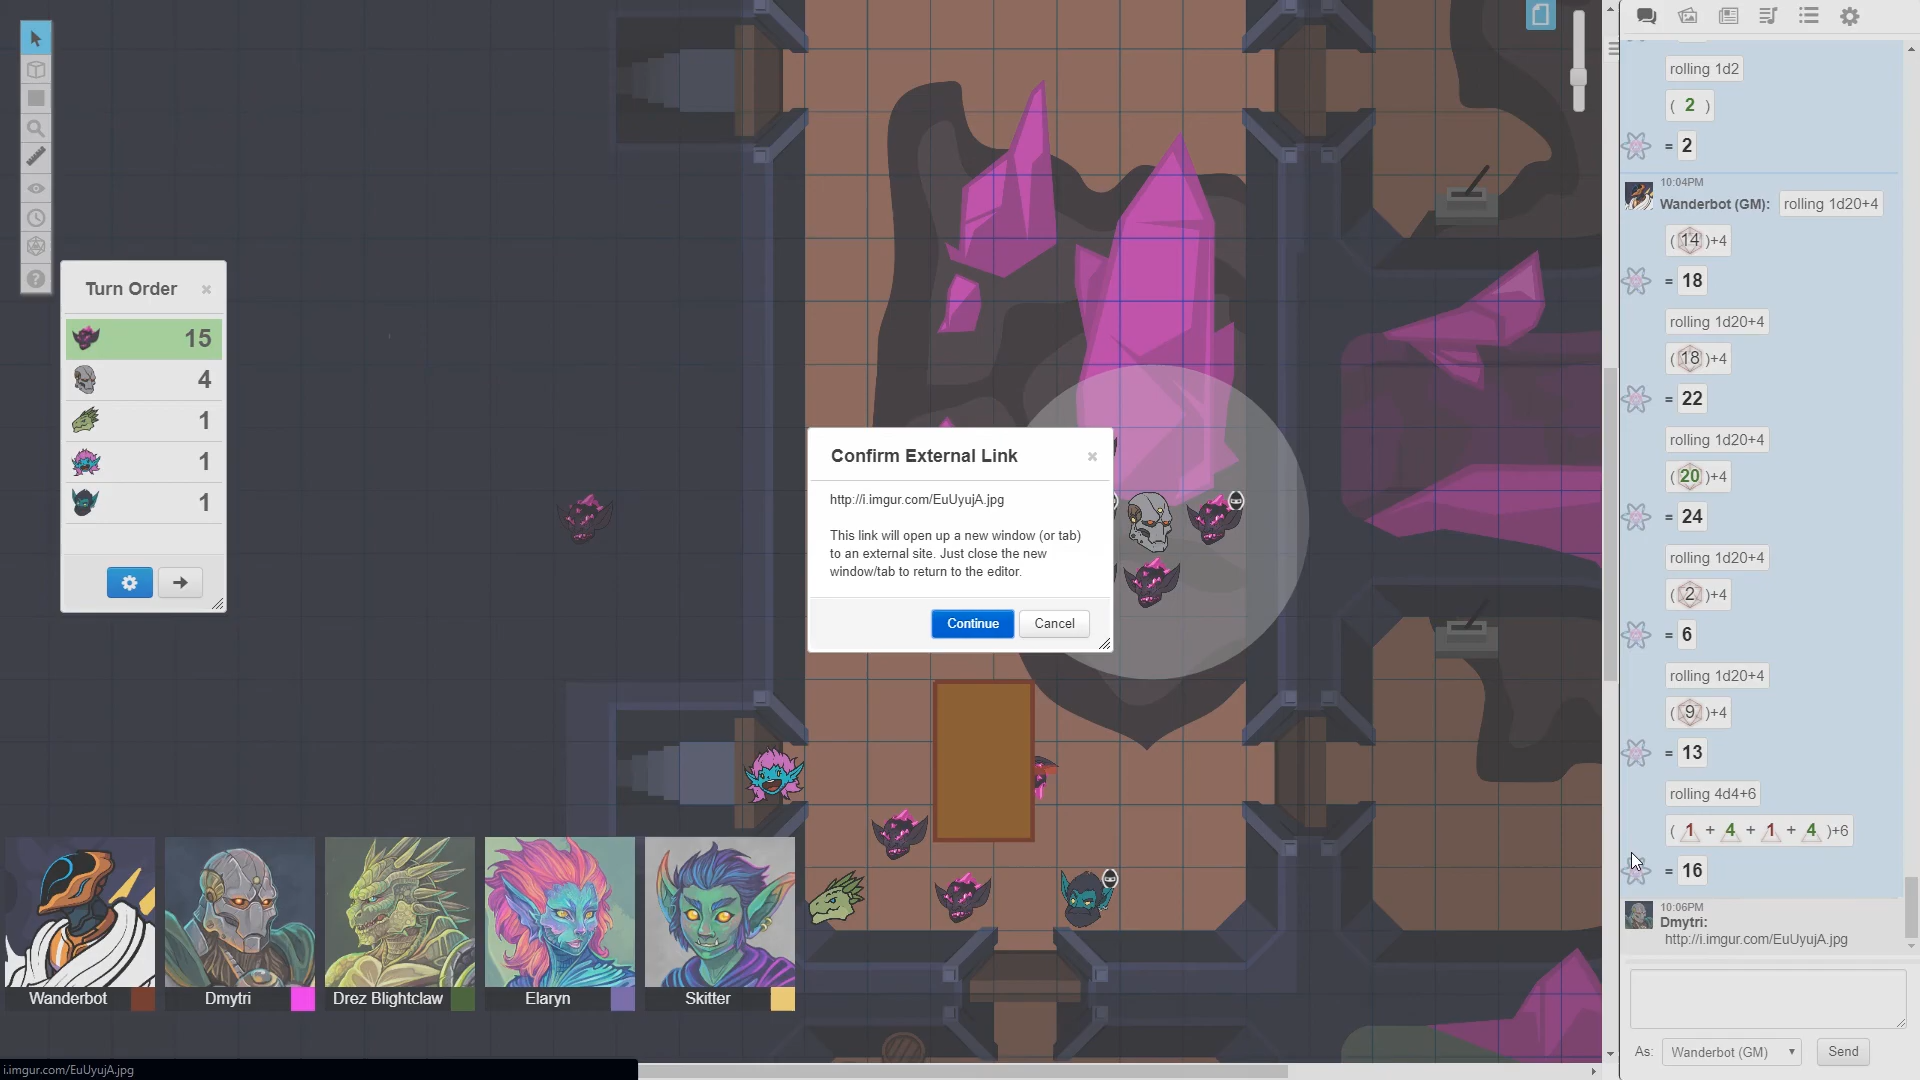 Turn Order ×
15
4
1
1
1
Confirm External Link ×
http://i.imgur.com/EuUyujA.jpg
This link will open up a new window (or tab)
to an external site. Just close the new
window/tab to return to the editor.
Continue Cancel
Wanderbot
Dmytri
Drez Blightclaw
Elaryn
Skitter
i.imgur.com/EuUyujA.jpg
rolling 1d2
( 2 )
= 2
10:04PM
Wanderbot (GM): rolling 1d20+4
(14)+4
= 18
rolling 1d20+4
(18)+4
= 22
rolling 1d20+4
(20)+4
= 24
rolling 1d20+4
(2)+4
= 6
rolling 1d20+4
(9)+4
= 13
rolling 4d4+6
( 1 + 4 + 1 + 4 )+6
= 16
10:06PM
Dmytri:
http://i.imgur.com/EuUyujA.jpg
As: Wanderbot (GM) Send